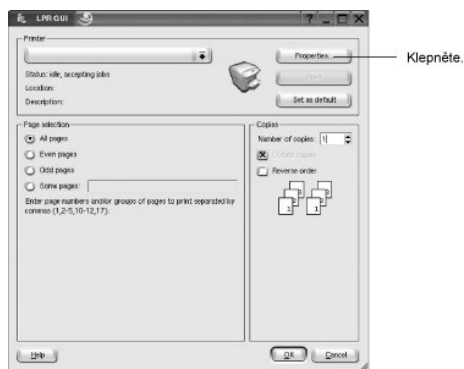 LPR GUI
Printer
Properties...
Klepněte.
Status: idle, accepting jobs
Location:
Description:
Set as default
Page selection
All pages
Even pages
Odd pages
Some pages:
Enter page numbers and/or groups of pages to print separated by
commas (1,2-5,10-12,17).
Copies
Number of copies: 1
Collate copies
Reverse order
Help
OK
Cancel